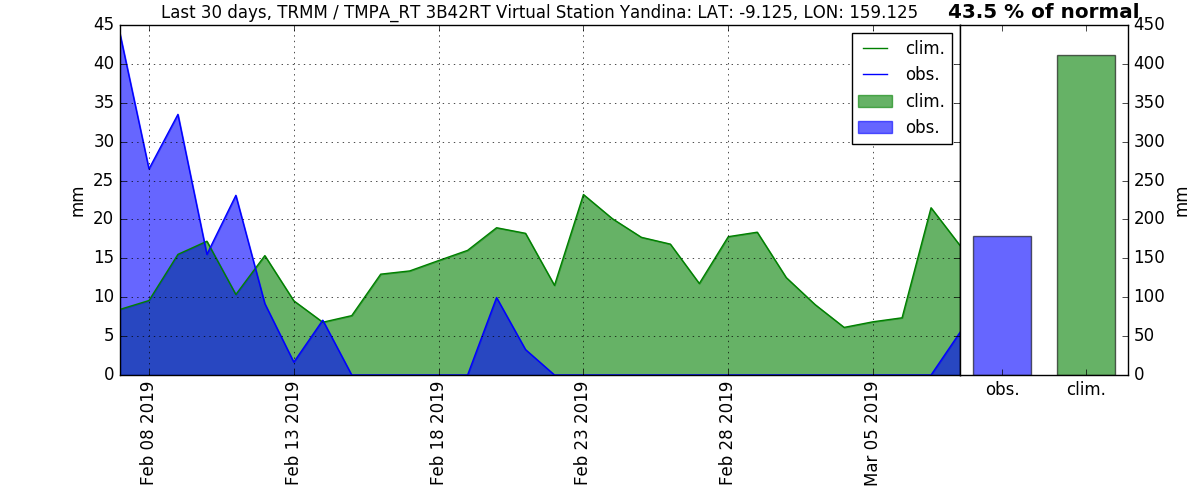 Last 30 days, TRMM / TMPA_RT 3B42RT Virtual Station Yandina: LAT: -9.125, LON: 159.125
43.5 % of normal
45
40
35
30
25
20
15
10
5
0
mm
clim.
obs.
clim.
obs.
450
400
350
300
250
200
150
100
50
0
mm
obs.
clim.
Feb 08 2019
Feb 13 2019
Feb 18 2019
Feb 23 2019
Feb 28 2019
Mar 05 2019